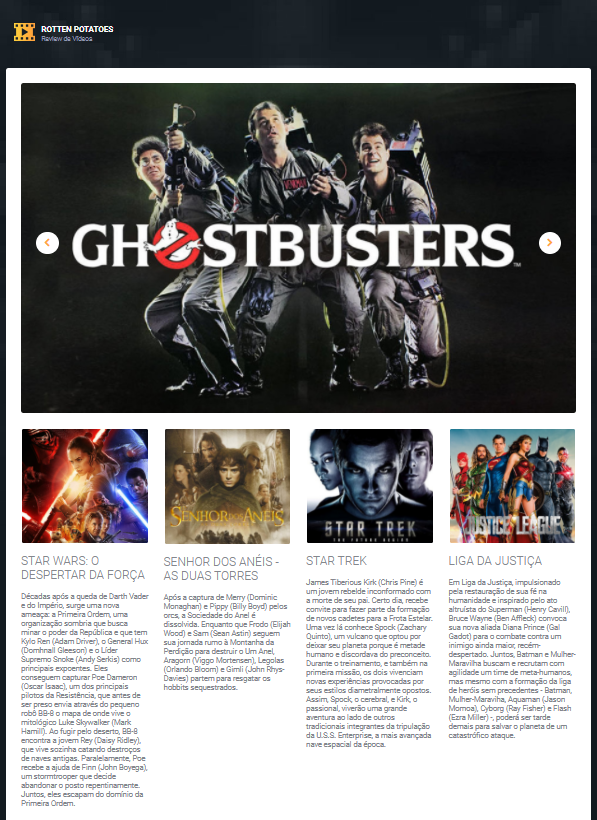 ROTTEN POTATOES
Review de Vídeos
GHOSTBUSTERS
™
SENHOR DOS ANÉIS
STAR TREK
THE FUTURE BEGINS
JUSTICE LEAGUE
STAR WARS: O
DESPERTAR DA FORÇA
Décadas após a queda de Darth Vader
e do Império, surge uma nova
ameaça: a Primeira Ordem, uma
organização sombria que busca
minar o poder da República e que tem
Kylo Ren (Adam Driver), o General Hux
(Domhnall Gleeson) e o Líder
Supremo Snoke (Andy Serkis) como
principais expoentes. Eles
conseguem capturar Poe Dameron
(Oscar Isaac), um dos principais
pilotos da Resistência, que antes de
ser preso envia através do pequeno
robô BB-8 o mapa de onde vive o
mitológico Luke Skywalker (Mark
Hamill). Ao fugir pelo deserto, BB-8
encontra a jovem Rey (Daisy Ridley),
que vive sozinha catando destroços
de naves antigas. Paralelamente, Poe
recebe a ajuda de Finn (John Boyega),
um stormtrooper que decide
abandonar o posto repentinamente.
Juntos, eles escapam do domínio da
Primeira Ordem.
SENHOR DOS ANÉIS -
AS DUAS TORRES
Após a captura de Merry (Dominic
Monaghan) e Pippy (Billy Boyd) pelos
orcs, a Sociedade do Anel é
dissolvida. Enquanto que Frodo (Elijah
Wood) e Sam (Sean Astin) seguem
sua jornada rumo à Montanha da
Perdição para destruir o Um Anel,
Aragorn (Viggo Mortensen), Legolas
(Orlando Bloom) e Gimli (John Rhys-
Davies) partem para resgatar os
hobbits sequestrados.
STAR TREK
James Tiberious Kirk (Chris Pine) é
um jovem rebelde inconformado com
a morte de seu pai. Certo dia, recebe
convite para fazer parte da formação
de novos cadetes para a Frota Estelar.
Uma vez lá conhece Spock (Zachary
Quinto), um vulcano que optou por
deixar seu planeta porque é metade
humano e discordava do preconceito.
Durante o treinamento, e também na
primeira missão, os dois vivenciam
novas experiências provocadas por
seus estilos diametralmente opostos.
Assim, Spock, o cerebral, e Kirk, o
passional, viverão uma grande
aventura ao lado de outros
tradicionais integrantes da tripulação
da U.S.S. Enterprise, a mais avançada
nave espacial da época.
LIGA DA JUSTIÇA
Em Liga da Justiça, impulsionado
pela restauração de sua fé na
humanidade e inspirado pelo ato
altruísta do Superman (Henry Cavill),
Bruce Wayne (Ben Affleck) convoca
sua nova aliada Diana Prince (Gal
Gadot) para o combate contra um
inimigo ainda maior, recém-
despertado. Juntos, Batman e Mulher-
Maravilha buscam e recrutam com
agilidade um time de meta-humanos,
mas mesmo com a formação da liga
de heróis sem precedentes - Batman,
Mulher-Maravilha, Aquaman (Jason
Momoa), Cyborg (Ray Fisher) e Flash
(Ezra Miller) -, poderá ser tarde
demais para salvar o planeta de um
catastrófico ataque.